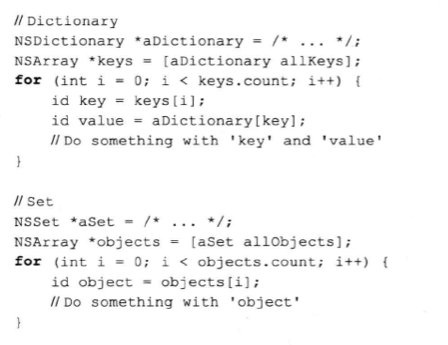 // Dictionary
NSDictionary *aDictionary = /* ... */;
NSArray *keys = [aDictionary allKeys];
for (int i = 0; i < keys.count; i++) {
    id key = keys[i];
    id value = aDictionary[key];
    // Do something with 'key' and 'value'
}

// Set
NSSet *aSet = /* ... */;
NSArray *objects = [aSet allObjects];
for (int i = 0; i < objects.count; i++) {
    id object = objects[i];
    // Do something with 'object'
}